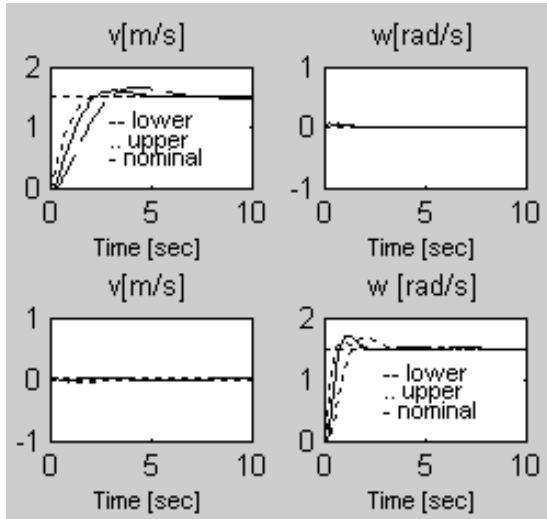 v[m/s]
w[rad/s]
2
1
0
-- lower
.. upper
- nominal
0
5
10
Time [sec]
1
0
-1
0
5
10
Time [sec]
v[m/s]
w [rad/s]
1
0
-1
0
5
10
Time [sec]
2
1
0
-- lower
.. upper
- nominal
0
5
10
Time [sec]